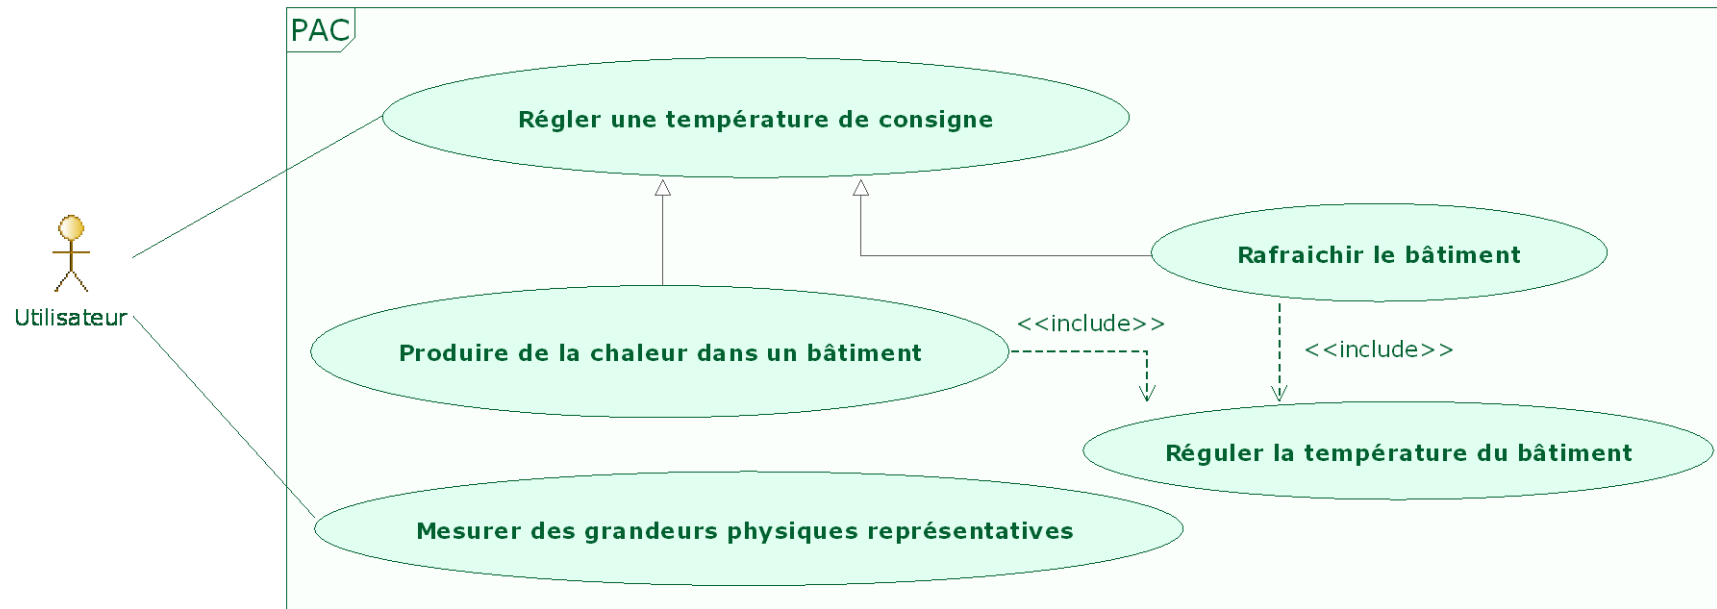 PAC
Régler une température de consigne
Rafraichir le bâtiment
Utilisateur
<<include>>
<<include>>
Produire de la chaleur dans un bâtiment
Réguler la température du bâtiment
Mesurer des grandeurs physiques représentatives